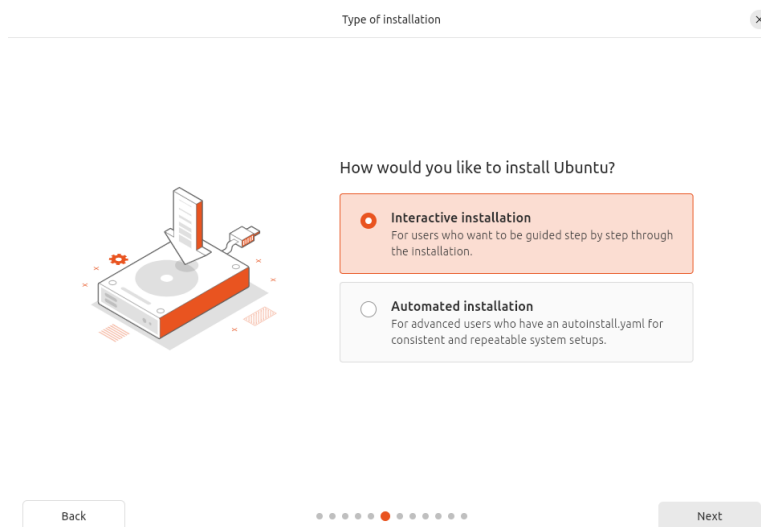 Type of installation
How would you like to install Ubuntu?
Interactive installation
For users who want to be guided step by step through
the installation.
Automated installation
For advanced users who have an autoinstall.yaml for
consistent and repeatable system setups.
Back
Next